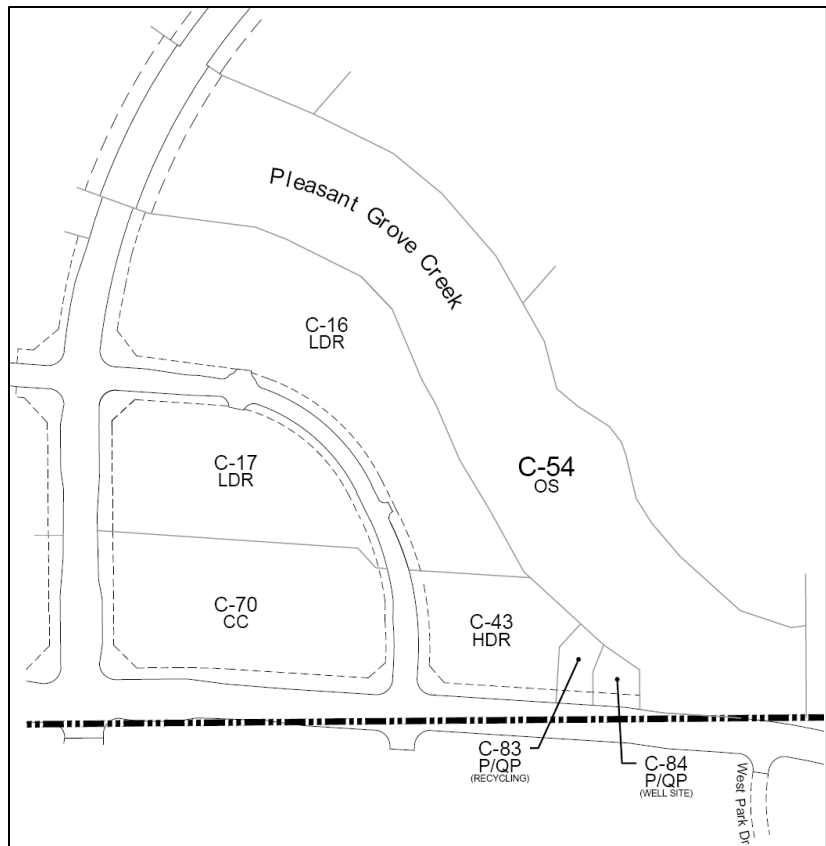 Pleasant Grove Creek
C-16
LDR
C-17
LDR
C-54
OS
C-70
CC
C-43
HDR
C-83
P/QP
(RECYCLING)
C-84
P/QP
(WELL SITE)
West Park Dr